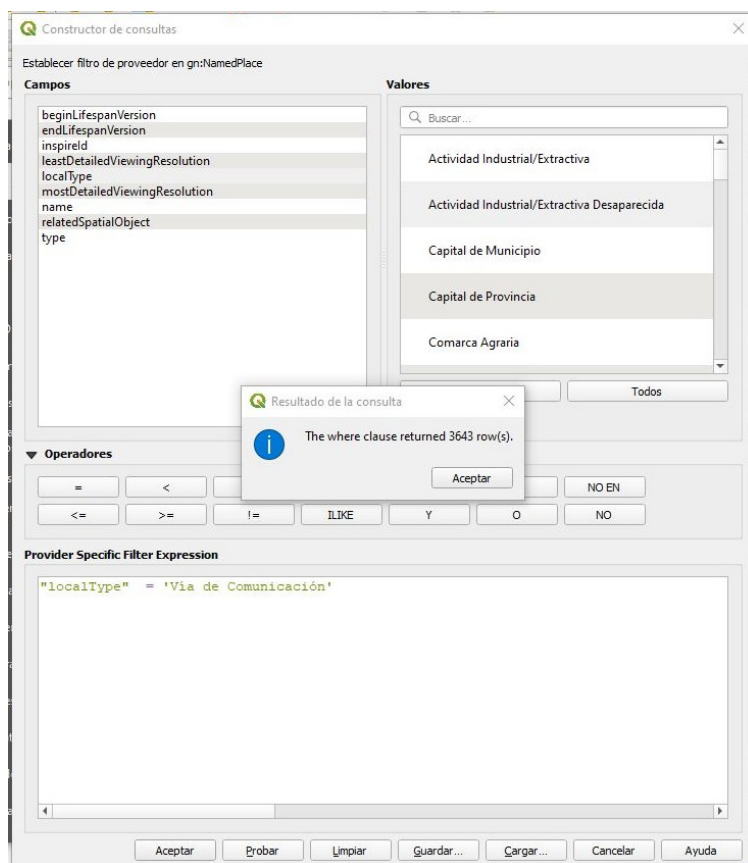 Constructor de consultas
Establecer filtro de proveedor en gn:NamedPlace
Campos
Valores
beginLifespanVersion
endLifespanVersion
inspireId
leastDetailedViewingResolution
localType
mostDetailedViewingResolution
name
relatedSpatialObject
type
Buscar...
Actividad Industrial/Extractiva
Actividad Industrial/Extractiva Desaparecida
Capital de Municipio
Capital de Provincia
Comarca Agraria
Todos
Resultado de la consulta
The where clause returned 3643 row(s).
Aceptar
Operadores
= < NO EN
<= >= != ILIKE Y O NO
Provider Specific Filter Expression
"localType" = 'Vía de Comunicación'
Aceptar Probar Limpiar Guardar... Cargar... Cancelar Ayuda